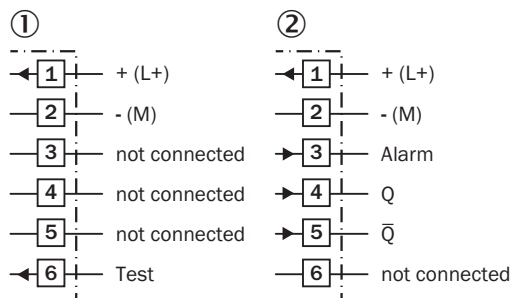 ① ②
1 + (L+) 1 + (L+)
2 - (M) 2 - (M)
3 not connected 3 Alarm
4 not connected 4 Q
5 not connected 5 Q̅
6 Test 6 not connected